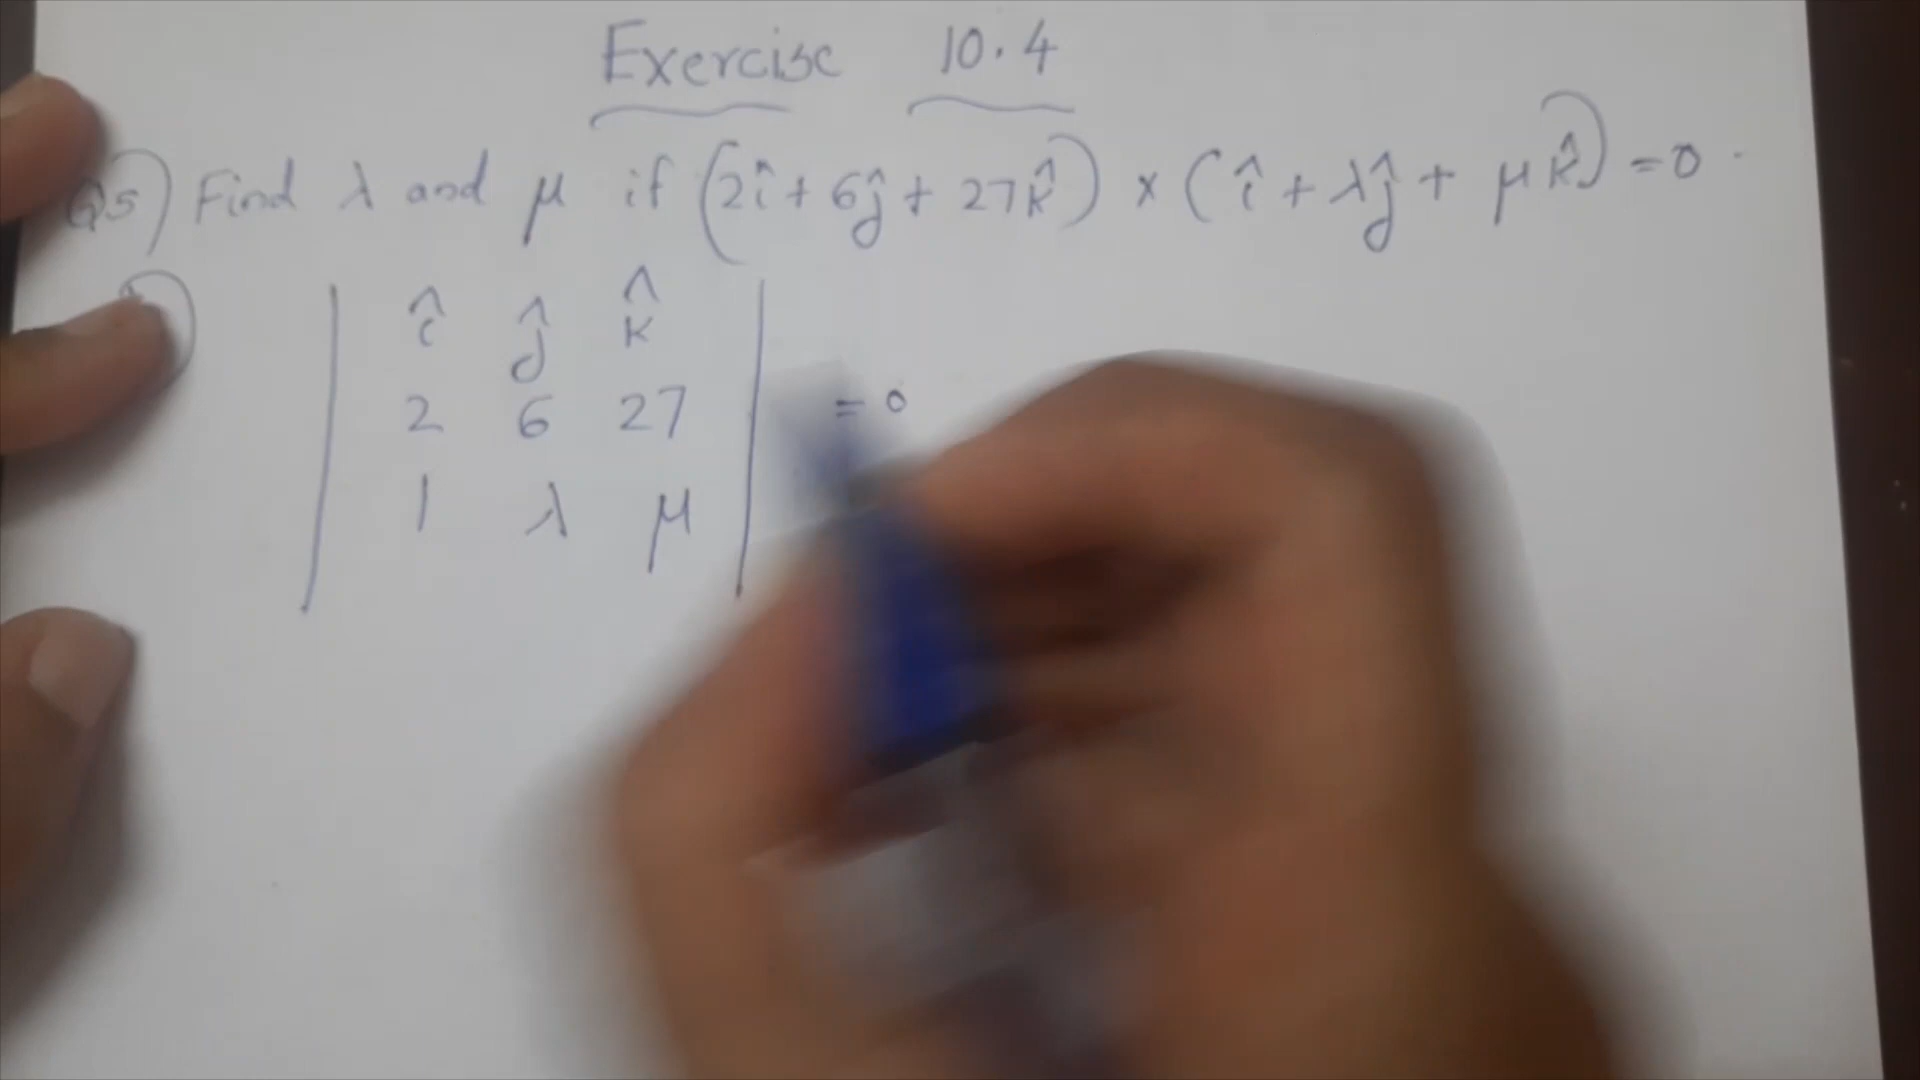 Exercise 10.4
Q5) Find λ and μ if (2î + 6ĵ + 27k̂) × (î + λĵ + μk̂) = 0.
| î ĵ k̂ |
| 2 6 27 | = 0
| 1 λ μ |